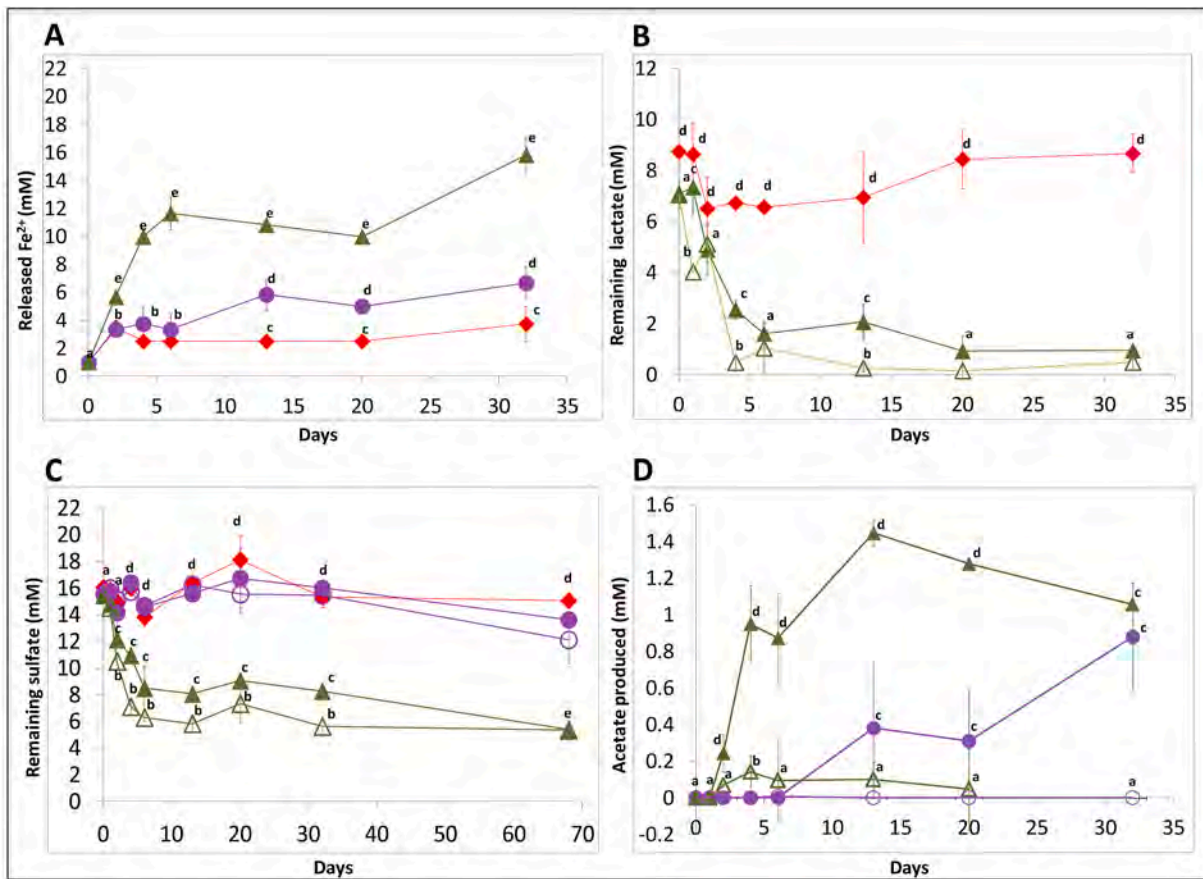 A
Released Fe²⁺ (mM)
22
20
18
16
14
12
10
8
6
4
2
0
a
e
b
e
b
e
b
e
d
c
e
d
c
e
d
c
0 5 10 15 20 25 30 35
Days
B
Remaining lactate (mM)
12
10
8
6
4
2
0
d
a
d
c
b
d
a
d
c
b
d
a
d
c
b
d
a
b
d
a
0 5 10 15 20 25 30 35
Days
C
Remaining sulfate (mM)
22
20
18
16
14
12
10
8
6
4
2
0
a
a
c
b
d
c
b
d
c
b
d
c
b
d
c
b
d
c
b
d
e
0 10 20 30 40 50 60 70
Days
D
Acetate produced (mM)
1.6
1.4
1.2
1
0.8
0.6
0.4
0.2
0
-0.2
a
a
d
a
d
b
d
a
d
c
a
d
c
a
c
c
a
0 5 10 15 20 25 30 35
Days